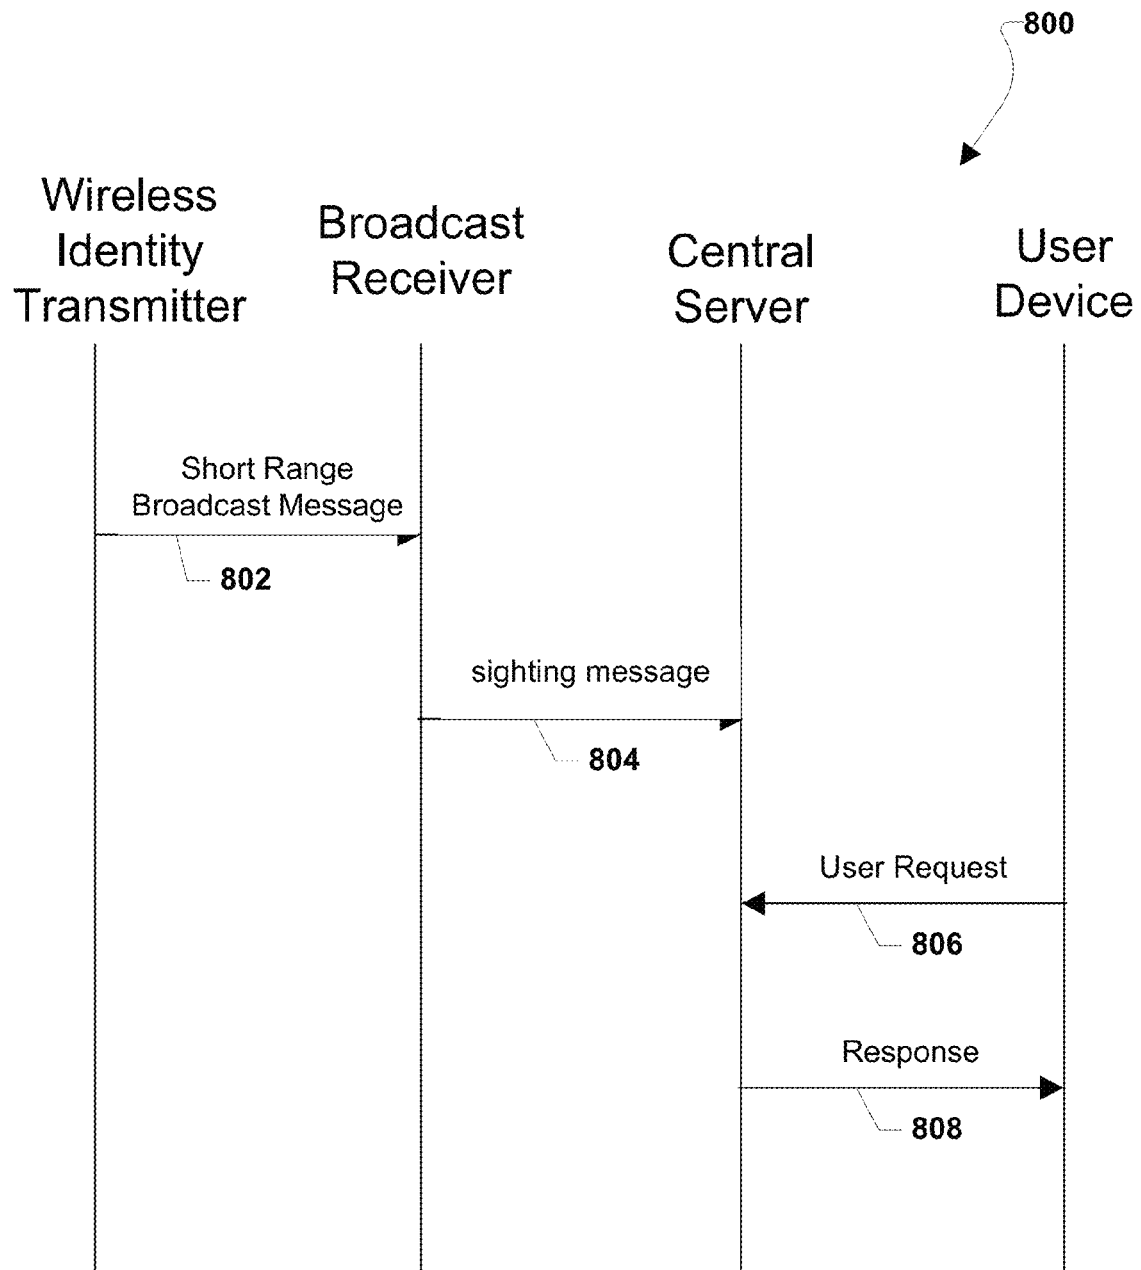 800
Wireless
Identity
Transmitter
Broadcast
Receiver
Central
Server
User
Device
Short Range
Broadcast Message
802
sighting message
804
User Request
806
Response
808